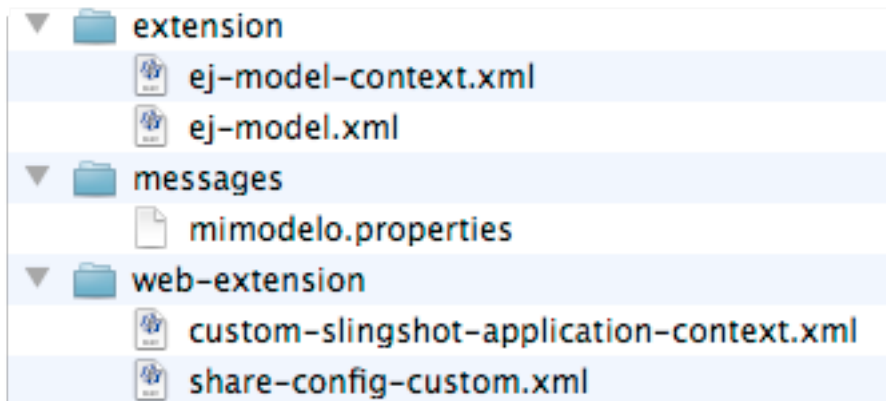 extension
ej-model-context.xml
ej-model.xml
messages
mimodelo.properties
web-extension
custom-slingshot-application-context.xml
share-config-custom.xml